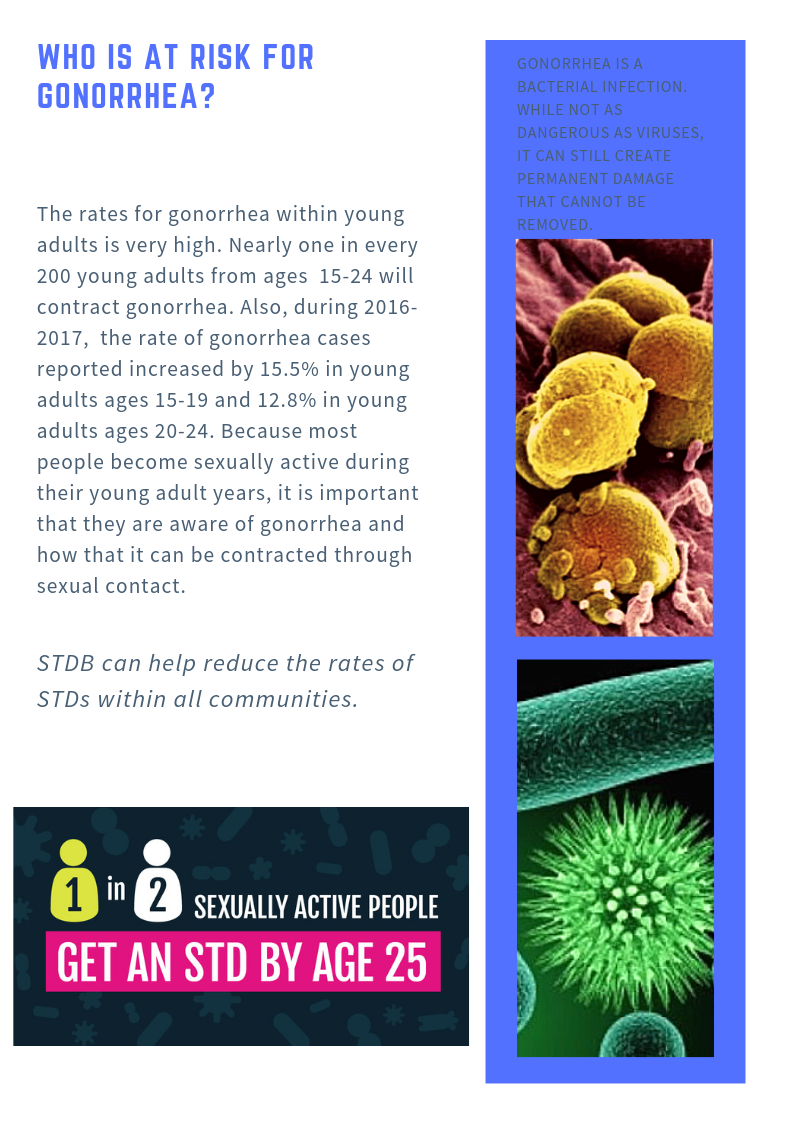 WHO IS AT RISK FOR
GONORRHEA?
The rates for gonorrhea within young
adults is very high. Nearly one in every
200 young adults from ages  15-24 will
contract gonorrhea. Also, during 2016-
2017,  the rate of gonorrhea cases
reported increased by 15.5% in young
adults ages 15-19 and 12.8% in young
adults ages 20-24. Because most
people become sexually active during
their young adult years, it is important
that they are aware of gonorrhea and
how that it can be contracted through
sexual contact.
STDB can help reduce the rates of
STDs within all communities.
1 in 2 SEXUALLY ACTIVE PEOPLE
GET AN STD BY AGE 25
GONORRHEA IS A
BACTERIAL INFECTION.
WHILE NOT AS
DANGEROUS AS VIRUSES,
IT CAN STILL CREATE
PERMANENT DAMAGE
THAT CANNOT BE
REMOVED.